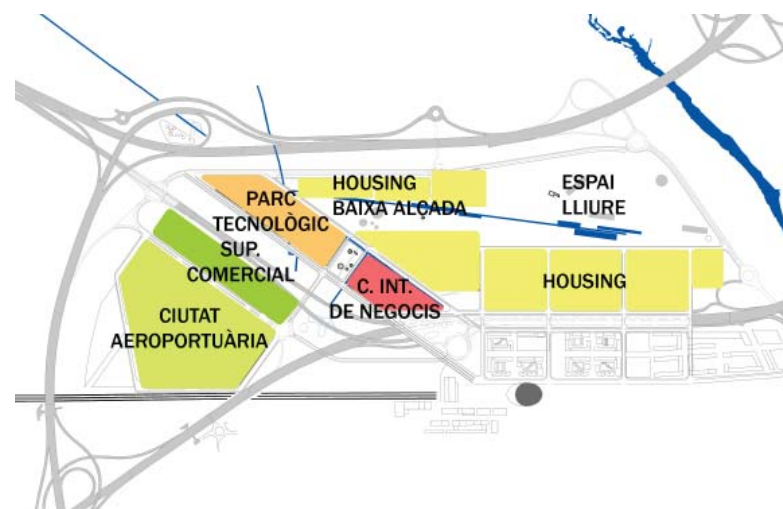 HOUSING
BAIXA ALÇADA
ESPAI
LLIURE
PARC
TECNOLÒGIC
SUP.
COMERCIAL
C. INT.
DE NEGOCIS
HOUSING
CIUTAT
AEROPORTUÀRIA